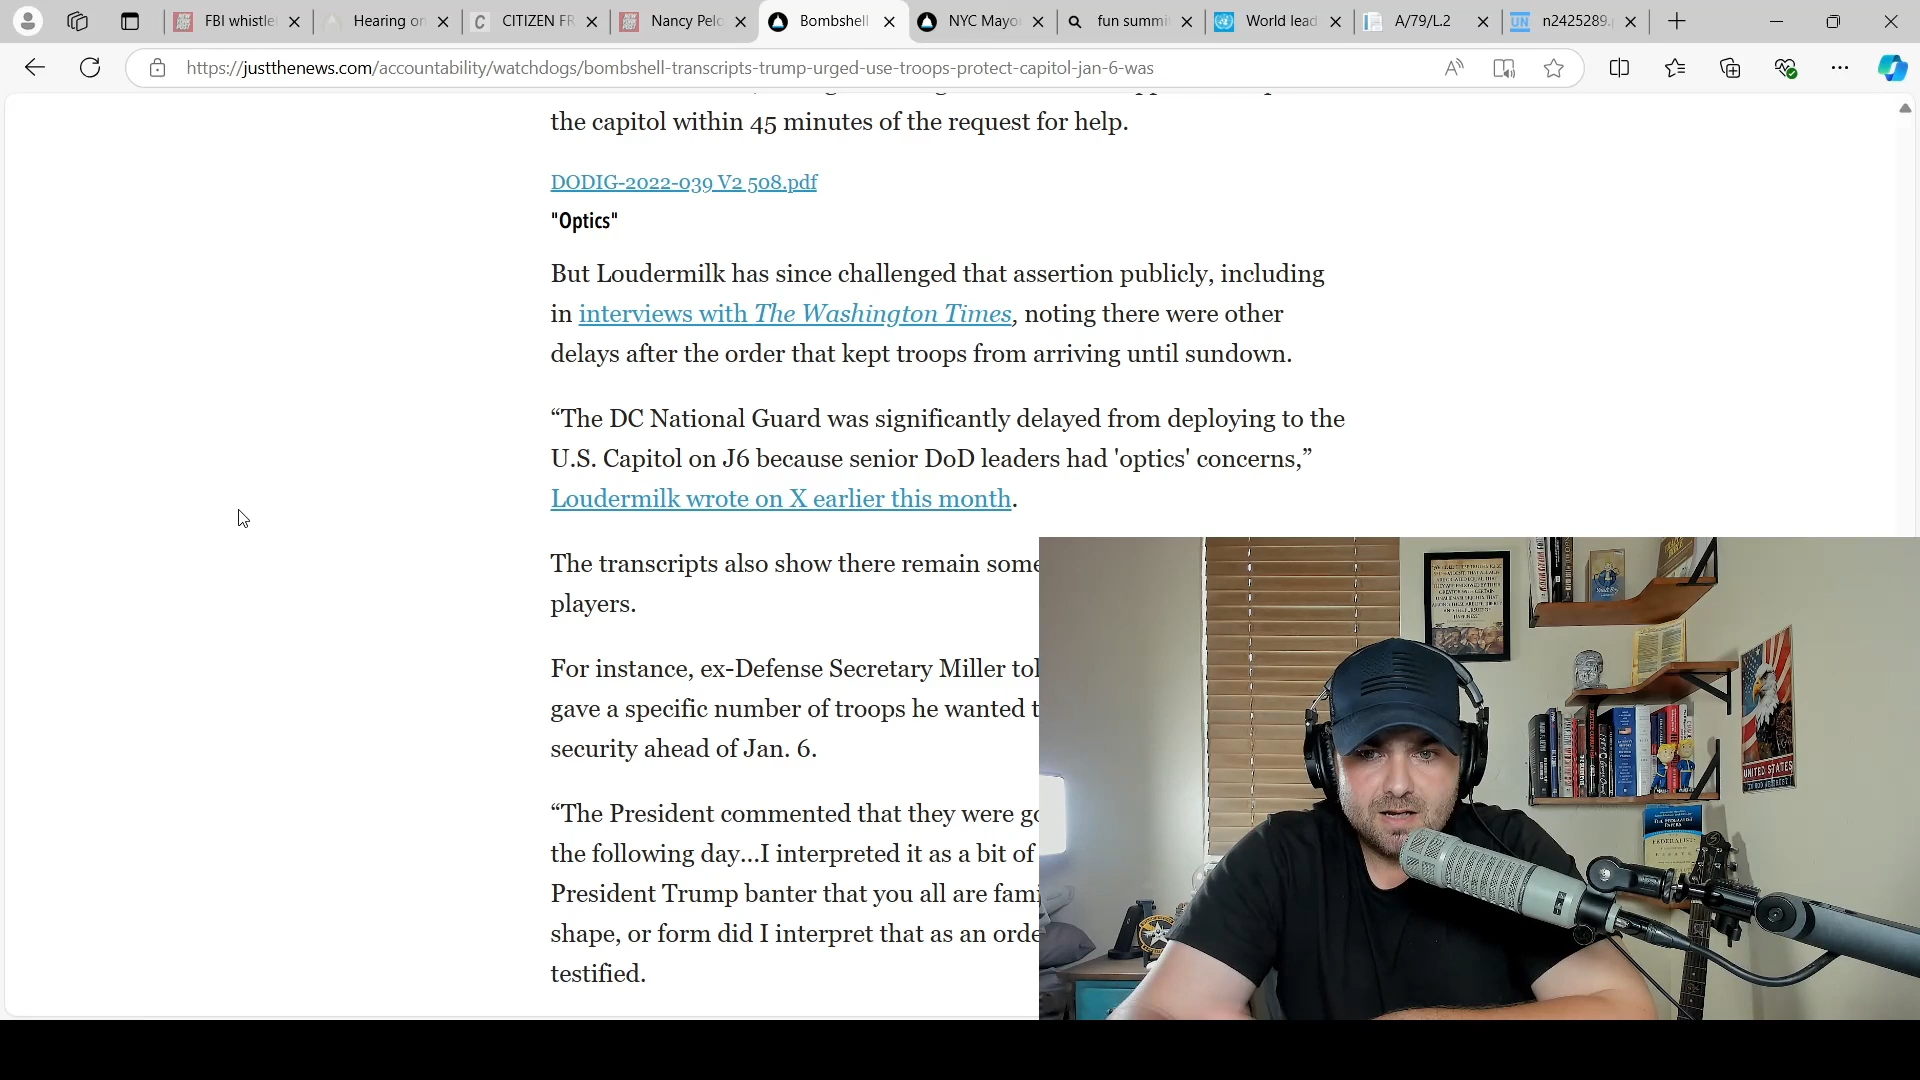 FBI whistle
Hearing on
CITIZEN FR
Nancy Pelo
Bombshell
NYC Mayo
fun summi
World lead
A/79/L.2
n2425289.
https://justthenews.com/accountability/watchdogs/bombshell-transcripts-trump-urged-use-troops-protect-capitol-jan-6-was
the capitol within 45 minutes of the request for help.
DODIG-2022-039 V2 508.pdf
"Optics"
But Loudermilk has since challenged that assertion publicly, including
in interviews with The Washington Times, noting there were other
delays after the order that kept troops from arriving until sundown.
“The DC National Guard was significantly delayed from deploying to the
U.S. Capitol on J6 because senior DoD leaders had 'optics' concerns,”
Loudermilk wrote on X earlier this month.
The transcripts also show there remain some
players.
For instance, ex-Defense Secretary Miller tol
gave a specific number of troops he wanted t
security ahead of Jan. 6.
“The President commented that they were go
the following day...I interpreted it as a bit of
President Trump banter that you all are fami
shape, or form did I interpret that as an orde
testified.
UNITED STATES